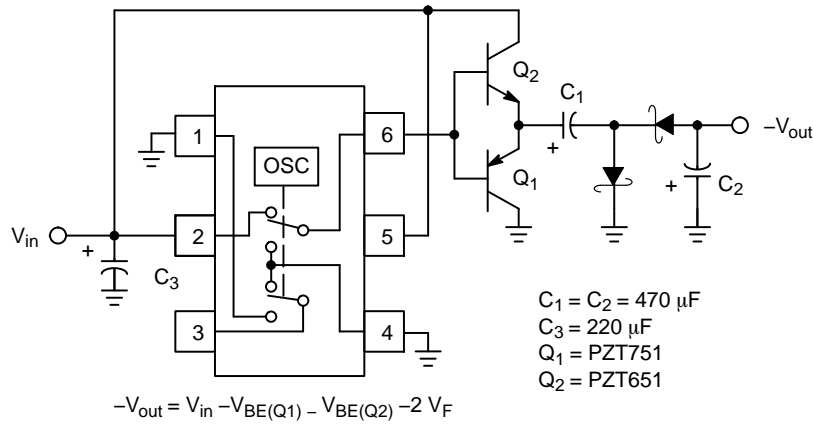 Q2
C1
+
1
6
OSC
–Vout
Q1
+
C2
Vin
+
2
5
C3
3
4
C1 = C2 = 470 μF
C3 = 220 μF
Q1 = PZT751
Q2 = PZT651
–Vout = Vin –VBE(Q1) – VBE(Q2) –2 VF